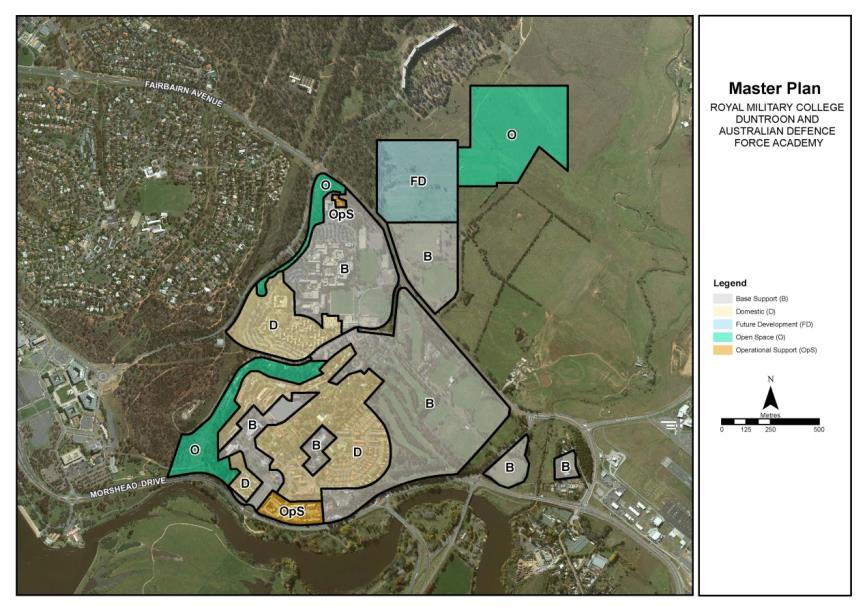 FAIRBAIRN AVENUE
O
FD
O
OpS
B
B
D
B
B
B
D
O
D
OpS
B
B
MORSHEAD DRIVE
Master Plan
ROYAL MILITARY COLLEGE
DUNTROON AND
AUSTRALIAN DEFENCE
FORCE ACADEMY
Legend
Base Support (B)
Domestic (D)
Future Development (FD)
Open Space (O)
Operational Support (OpS)
N
Metres
0 125 250 500